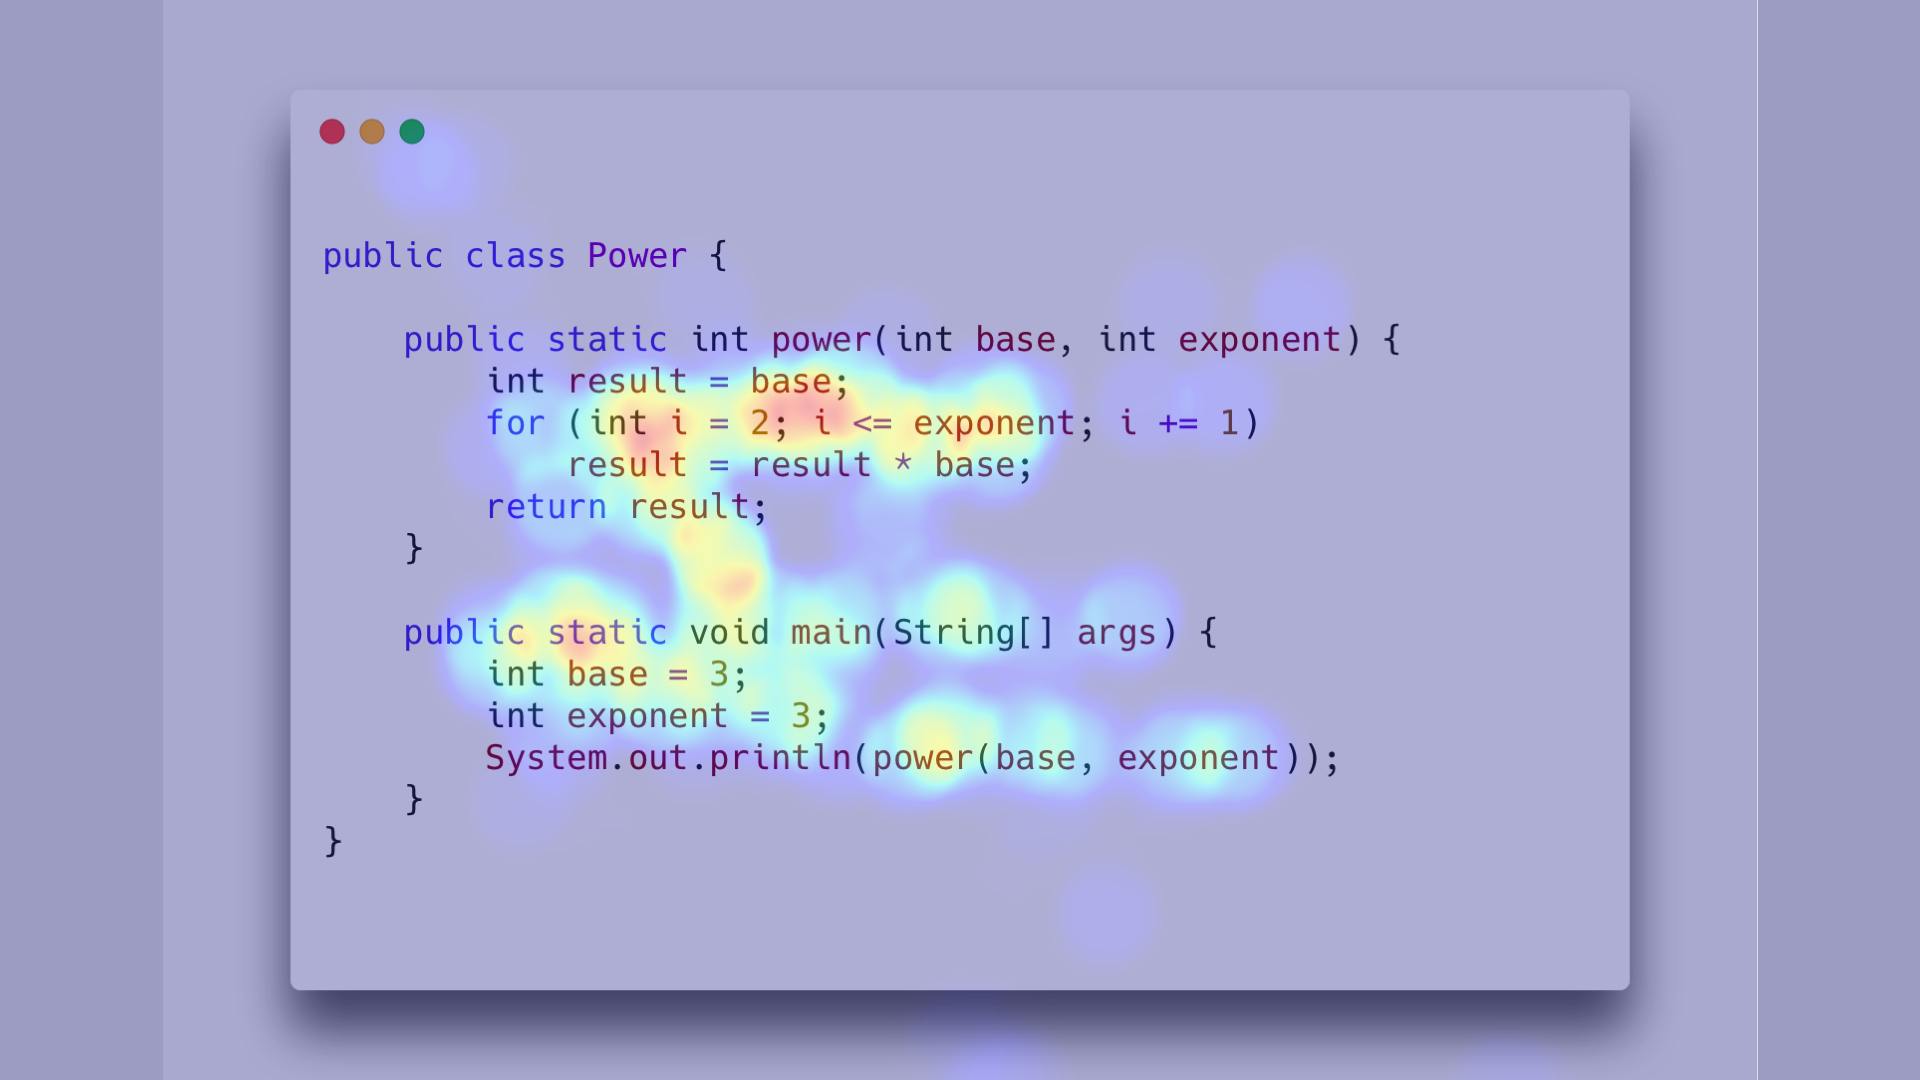 public class Power {
public static int power(int base, int exponent) {
int result = base;
for (int i = 2; i <= exponent; i += 1)
result = result * base;
return result;
}
public static void main(String[] args) {
int base = 3;
int exponent = 3;
System.out.println(power(base, exponent));
}
}